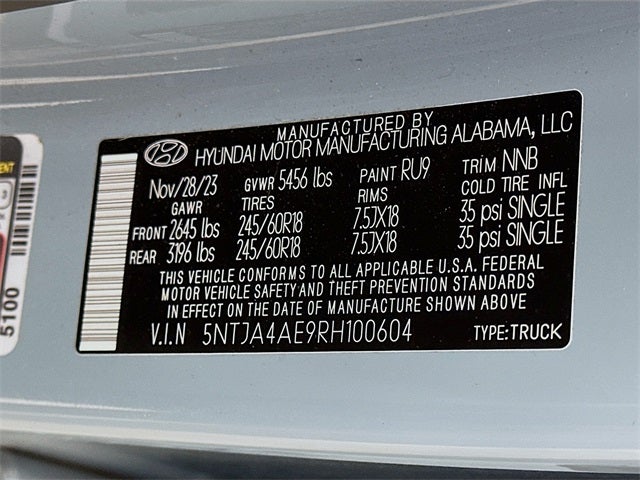 MANUFACTURED BY
HYUNDAI MOTOR MANUFACTURING ALABAMA, LLC
Nov/28/23 GVWR 5456 lbs PAINT RU9 TRIM NNB
GAWR TIRES RIMS COLD TIRE INFL
FRONT 2645 lbs 245/60R18 7.5JX18 35 psi SINGLE
REAR 3196 lbs 245/60R18 7.5JX18 35 psi SINGLE
THIS VEHICLE CONFORMS TO ALL APPLICABLE U.S.A. FEDERAL
MOTOR VEHICLE SAFETY AND THEFT PREVENTION STANDARDS
IN EFFECT ON THE DATE OF MANUFACTURE SHOWN ABOVE
V.I.N 5NTJA4AE9RH100604 TYPE:TRUCK
5100